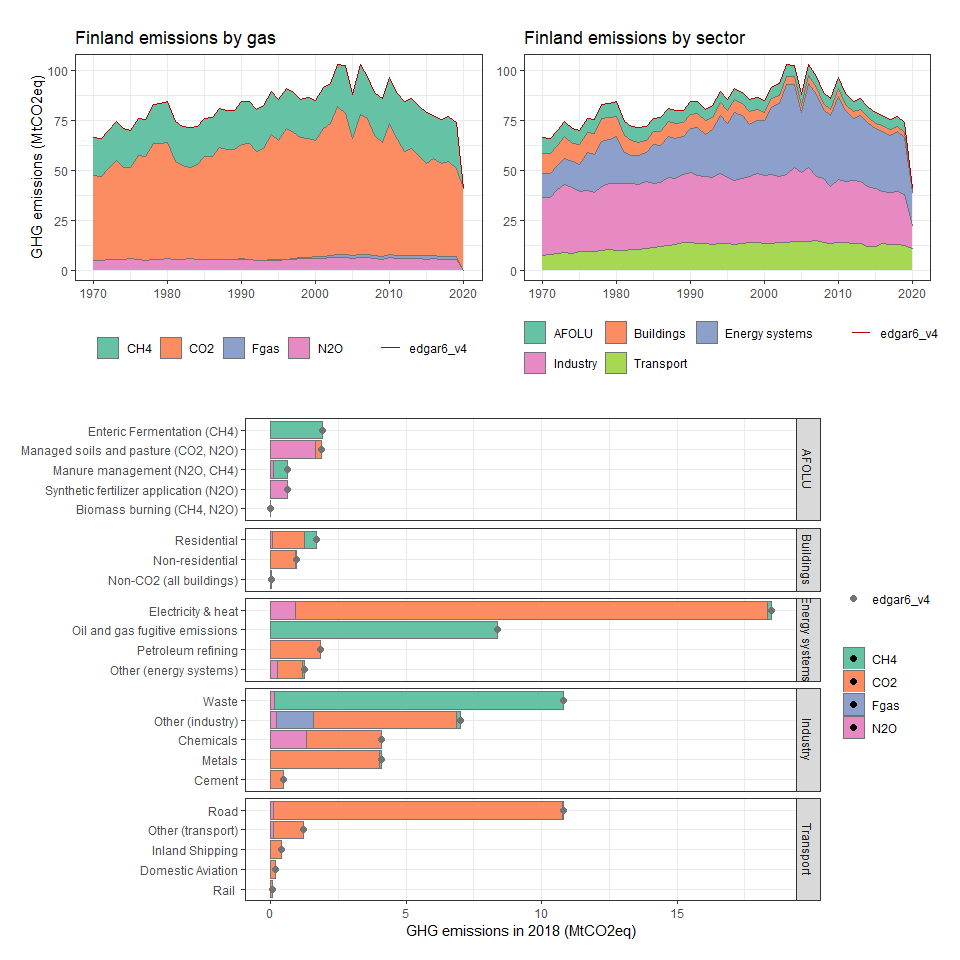 Finland emissions by gas
Finland emissions by sector
GHG emissions (MtCO2eq)
100
75
50
25
0
1970 1980 1990 2000 2010 2020
100
75
50
25
0
1970 1980 1990 2000 2010 2020
CH4 CO2 Fgas N2O edgar6_v4
AFOLU Buildings Energy systems edgar6_v4
Industry Transport
Enteric Fermentation (CH4)
Managed soils and pasture (CO2, N2O)
Manure management (N2O, CH4)
Synthetic fertilizer application (N2O)
Biomass burning (CH4, N2O)
AFOLU
Residential
Non-residential
Non-CO2 (all buildings)
Buildings
Electricity & heat
Oil and gas fugitive emissions
Petroleum refining
Other (energy systems)
Energy systems
Waste
Other (industry)
Chemicals
Metals
Cement
Industry
Road
Other (transport)
Inland Shipping
Domestic Aviation
Rail
Transport
0 5 10 15
GHG emissions in 2018 (MtCO2eq)
edgar6_v4
CH4
CO2
Fgas
N2O